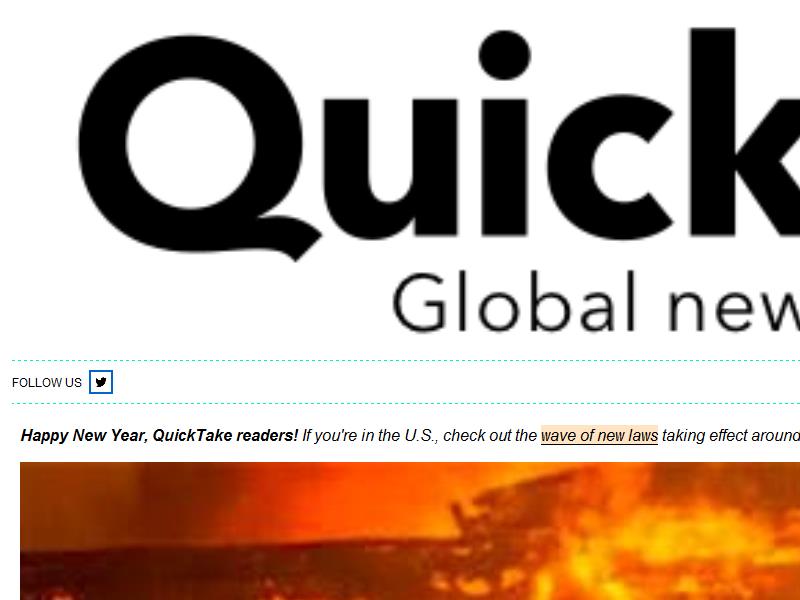 Quick
Global new
FOLLOW US
Happy New Year, QuickTake readers! If you're in the U.S., check out the wave of new laws taking effect around